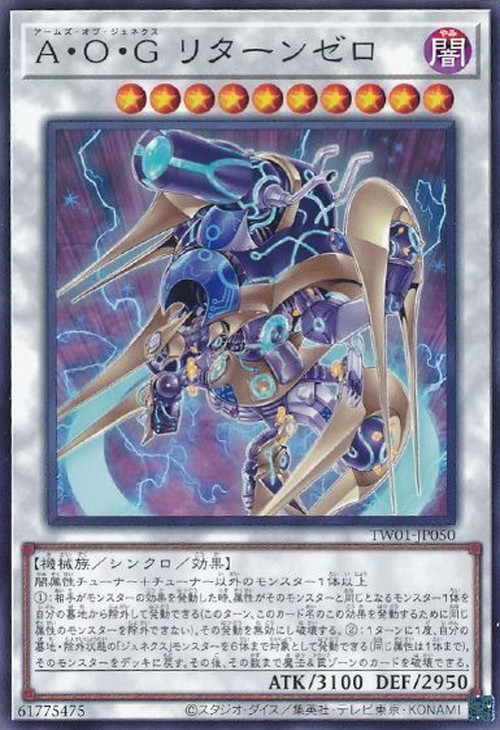 アームズ・オブ・ジェネクス
A・O・G リターンゼロ
やみ
闇
TW01-JP050
【機械族／シンクロ／効果】
闇属性チューナー＋チューナー以外のモンスター1体以上
①：相手がモンスターの効果を発動した時、属性がそのモンスターと同じとなるモンスター1体を
自分の墓地から除外して発動できる(このターン、このカード名のこの効果を発動するために同じ
属性のモンスターを除外できない)。その発動を無効にし破壊する。②：1ターンに1度、自分の
墓地・除外状態の「ジェネクス」モンスターを6体まで対象として発動できる(同じ属性は1体まで)。
そのモンスターをデッキに戻す。その後、その数まで魔法＆罠ゾーンのカードを破壊できる。
ATK/3100 DEF/2950
61775475
©スタジオ・ダイス／集英社・テレビ東京・KONAMI